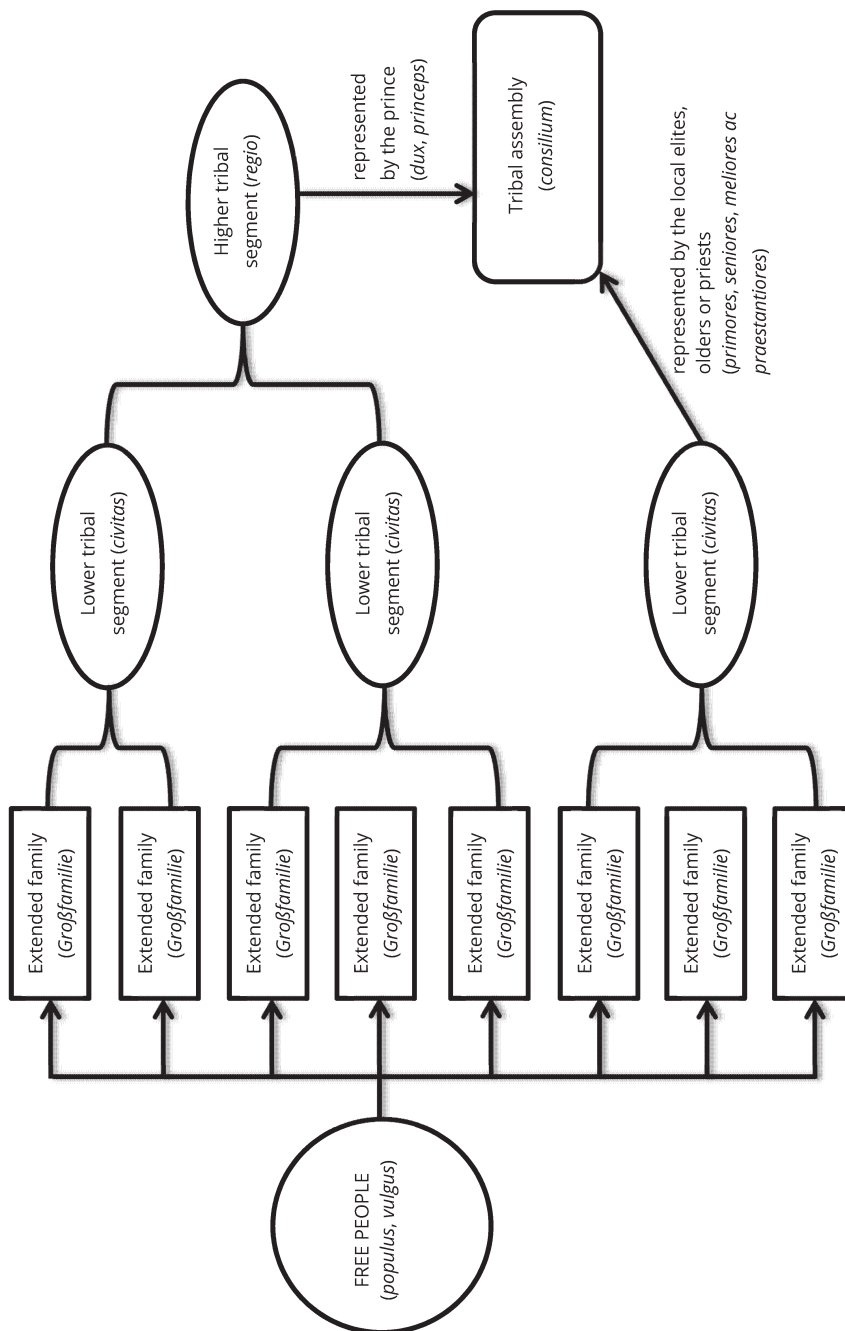 FREE PEOPLE
(populus, vulgus)
Extended family
(Großfamilie)
Extended family
(Großfamilie)
Extended family
(Großfamilie)
Extended family
(Großfamilie)
Extended family
(Großfamilie)
Extended family
(Großfamilie)
Extended family
(Großfamilie)
Extended family
(Großfamilie)
Lower tribal
segment (civitas)
Lower tribal
segment (civitas)
Lower tribal
segment (civitas)
Higher tribal
segment (regio)
represented
by the prince
(dux, princeps)
Tribal assembly
(consilium)
represented by the local elites,
olders or priests
(primores, seniores, meliores ac
praestantiores)